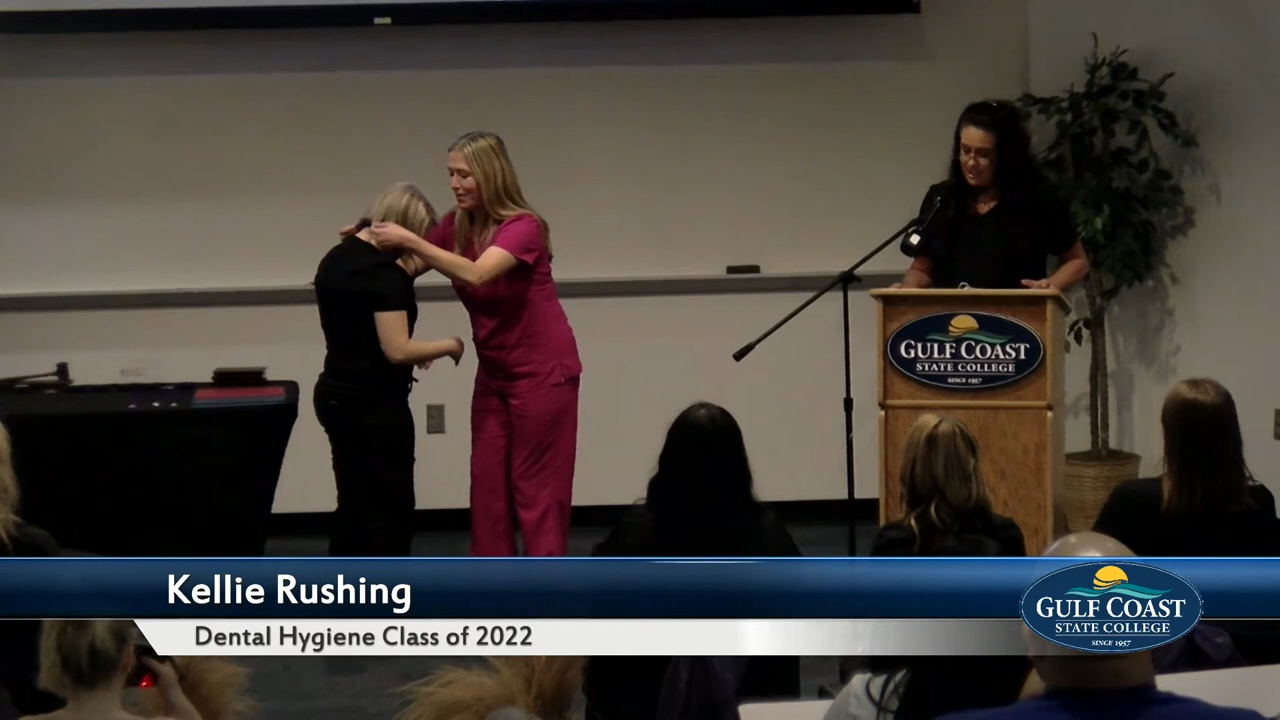 GULF COAST
STATE COLLEGE
SINCE 1957
Kellie Rushing
Dental Hygiene Class of 2022
GULF COAST
STATE COLLEGE
SINCE 1957